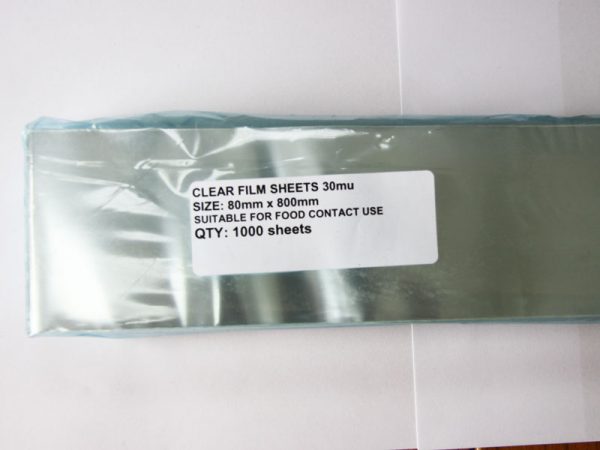 CLEAR FILM SHEETS 30mu
SIZE: 80mm x 800mm
SUITABLE FOR FOOD CONTACT USE
QTY: 1000 sheets